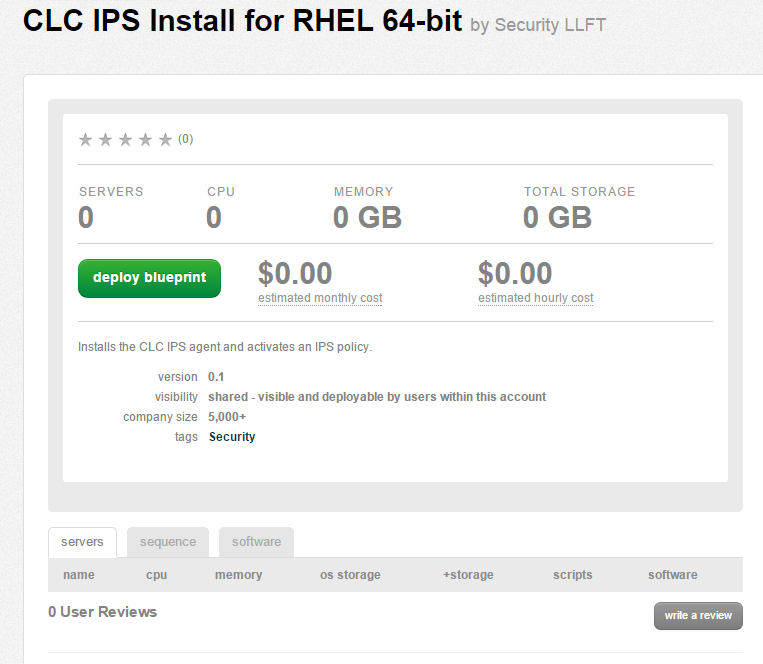 CLC IPS Install for RHEL 64-bit by Security LLFT
(0)
SERVERS CPU MEMORY TOTAL STORAGE
0 0 0 GB 0 GB
deploy blueprint $0.00 $0.00
estimated monthly cost estimated hourly cost
Installs the CLC IPS agent and activates an IPS policy.
version 0.1
visibility shared - visible and deployable by users within this account
company size 5,000+
tags Security
servers sequence software
name cpu memory os storage +storage scripts software
0 User Reviews write a review